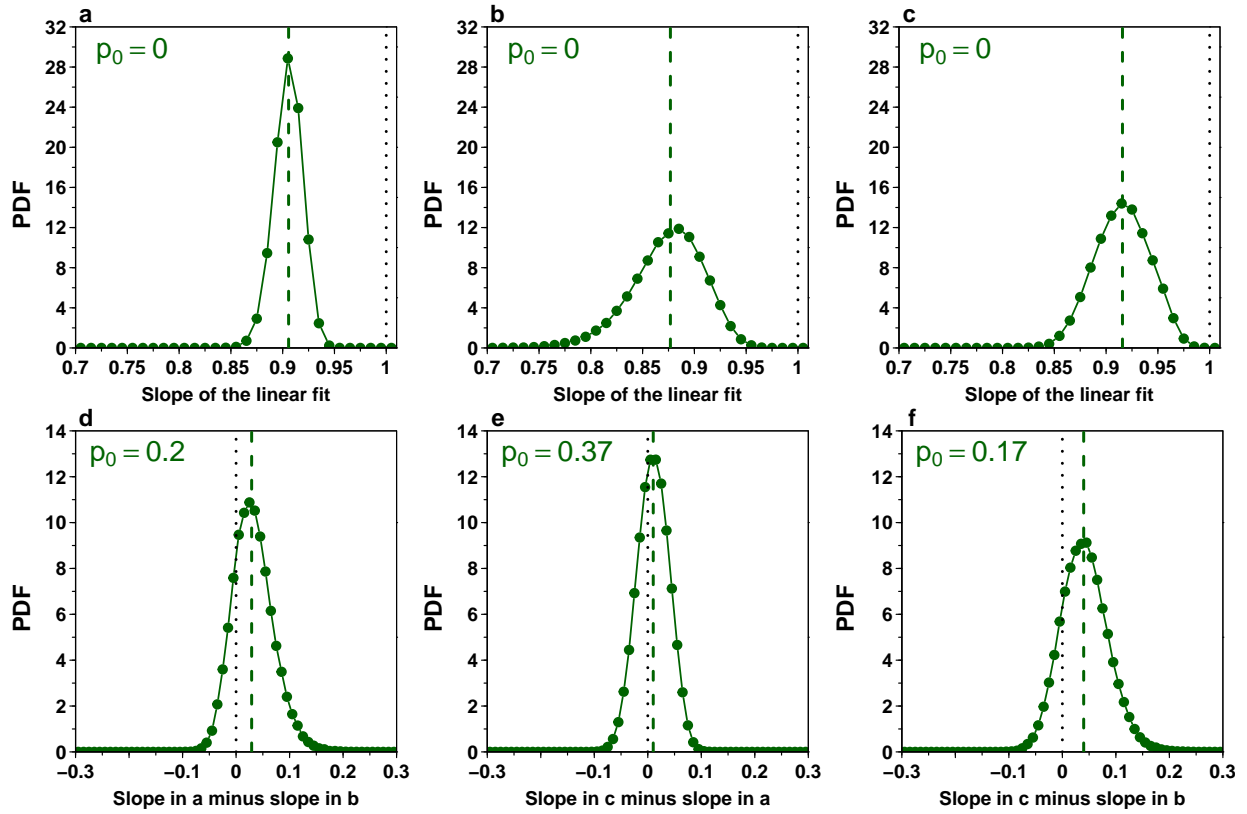 a
p0 = 0
PDF
32
28
24
20
16
12
8
4
0
0.7 0.75 0.8 0.85 0.9 0.95 1
Slope of the linear fit
b
p0 = 0
PDF
32
28
24
20
16
12
8
4
0
0.7 0.75 0.8 0.85 0.9 0.95 1
Slope of the linear fit
c
p0 = 0
PDF
32
28
24
20
16
12
8
4
0
0.7 0.75 0.8 0.85 0.9 0.95 1
Slope of the linear fit
d
p0 = 0.2
PDF
14
12
10
8
6
4
2
0
−0.3 −0.2 −0.1 0 0.1 0.2 0.3
Slope in a minus slope in b
e
p0 = 0.37
PDF
14
12
10
8
6
4
2
0
−0.3 −0.2 −0.1 0 0.1 0.2 0.3
Slope in c minus slope in a
f
p0 = 0.17
PDF
14
12
10
8
6
4
2
0
−0.3 −0.2 −0.1 0 0.1 0.2 0.3
Slope in c minus slope in b